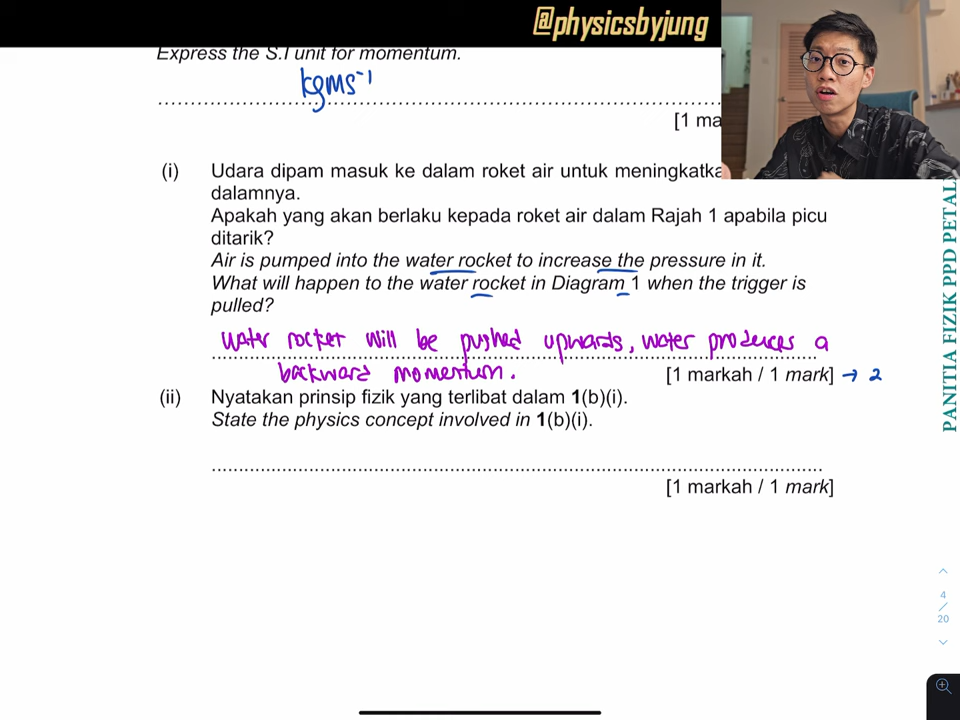 @physicsbyjung
Express the S.I unit for momentum.
kgms⁻¹
[1 ma
(i) Udara dipam masuk ke dalam roket air untuk meningkatka
dalamnya.
Apakah yang akan berlaku kepada roket air dalam Rajah 1 apabila picu
ditarik?
Air is pumped into the water rocket to increase the pressure in it.
What will happen to the water rocket in Diagram 1 when the trigger is
pulled?
water rocket will be pushed upwards, water produces a
backward momentum.
[1 markah / 1 mark] → 2
(ii) Nyatakan prinsip fizik yang terlibat dalam 1(b)(i).
State the physics concept involved in 1(b)(i).
[1 markah / 1 mark]
PANITIA FIZIK PPD PETAL
4
/
20